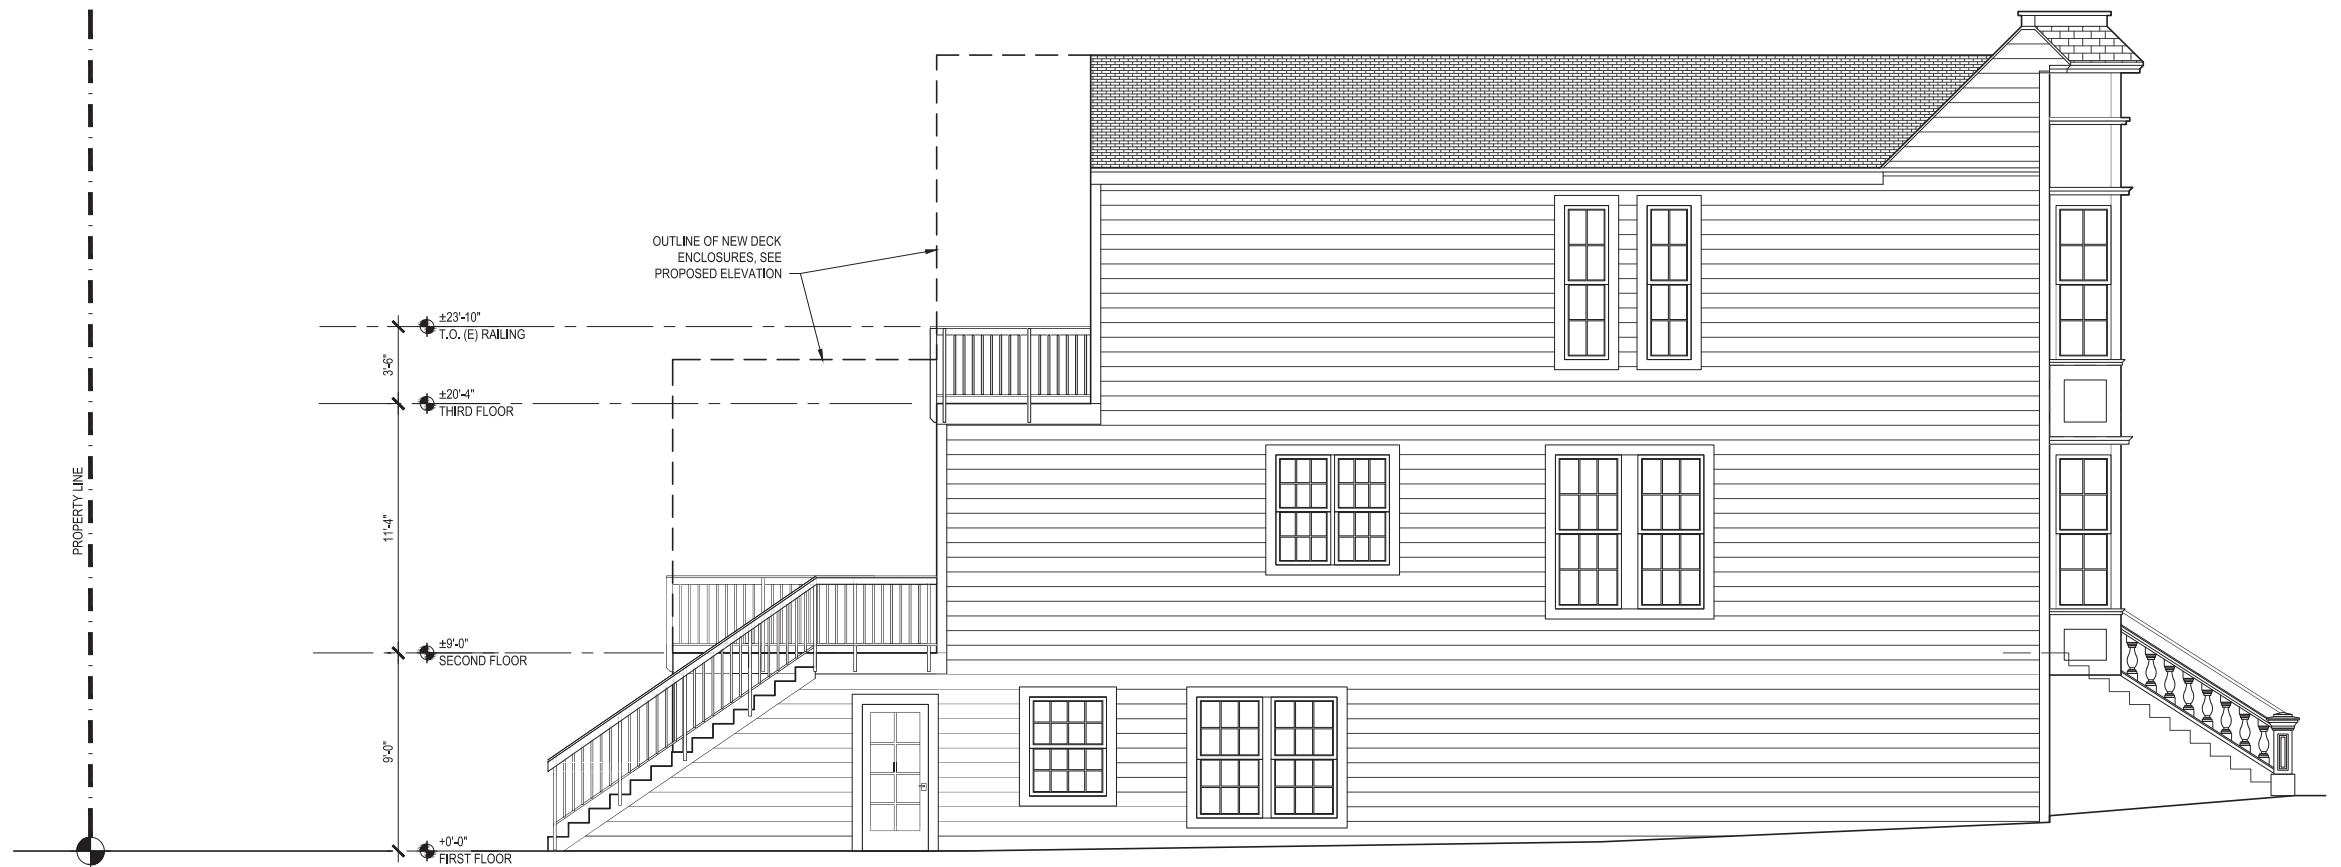 OUTLINE OF NEW DECK
ENCLOSURES, SEE
PROPOSED ELEVATION
±23'-10"
T.O. (E) RAILING
3'-6"
±20'-4"
THIRD FLOOR
PROPERTY LINE
11'-4"
±9'-0"
SECOND FLOOR
9'-0"
+0'-0"
FIRST FLOOR